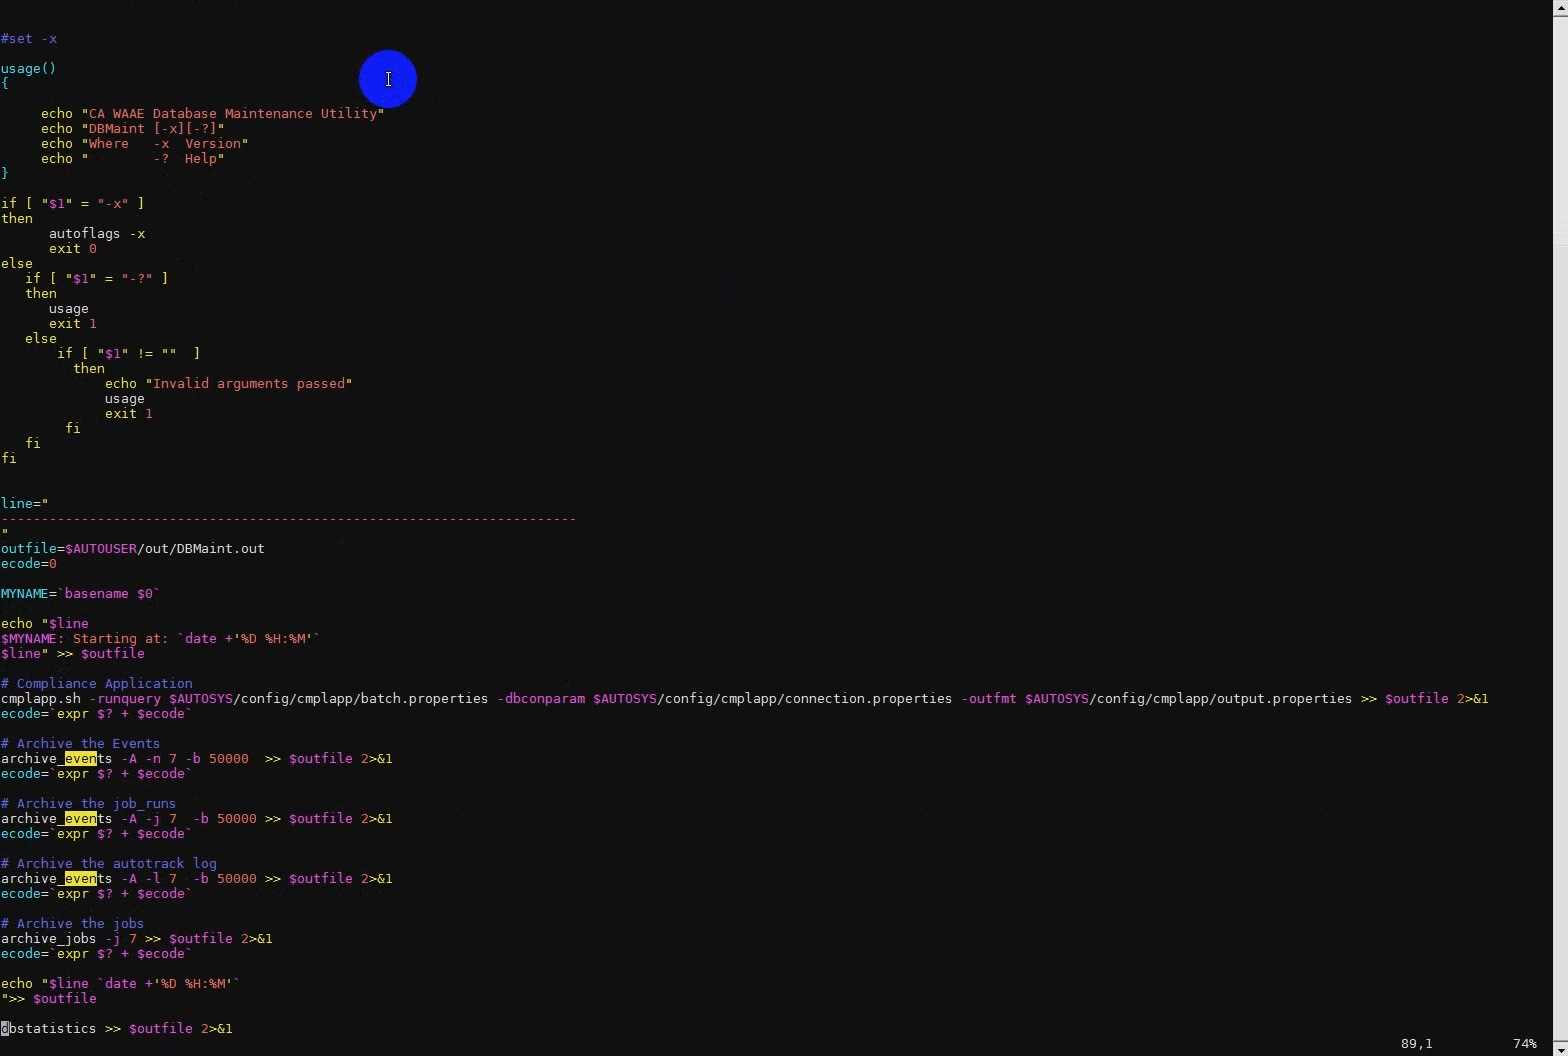 #set -x
usage()
{
     echo "CA WAAE Database Maintenance Utility"
     echo "DBMaint [-x][-?]"
     echo "Where   -x  Version"
     echo "        -?  Help"
}
if [ "$1" = "-x" ]
then
      autoflags -x
      exit 0
else
   if [ "$1" = "-?" ]
   then
      usage
      exit 1
   else
       if [ "$1" != ""  ]
         then
             echo "Invalid arguments passed"
             usage
             exit 1
        fi
   fi
fi
line="
------------------------------------------------------------------------
"
outfile=$AUTOUSER/out/DBMaint.out
ecode=0
MYNAME=`basename $0`
echo "$line
$MYNAME: Starting at: `date +'%D %H:%M'`
$line" >> $outfile
# Compliance Application
cmplapp.sh -runquery $AUTOSYS/config/cmplapp/batch.properties -dbconparam $AUTOSYS/config/cmplapp/connection.properties -outfmt $AUTOSYS/config/cmplapp/output.properties >> $outfile 2>&1
ecode=`expr $? + $ecode`
# Archive the Events
archive_events -A -n 7 -b 50000  >> $outfile 2>&1
ecode=`expr $? + $ecode`
# Archive the job_runs
archive_events -A -j 7  -b 50000 >> $outfile 2>&1
ecode=`expr $? + $ecode`
# Archive the autotrack log
archive_events -A -l 7  -b 50000 >> $outfile 2>&1
ecode=`expr $? + $ecode`
# Archive the jobs
archive_jobs -j 7 >> $outfile 2>&1
ecode=`expr $? + $ecode`
echo "$line `date +'%D %H:%M'`
">> $outfile
dbstatistics >> $outfile 2>&1
89,1          74%